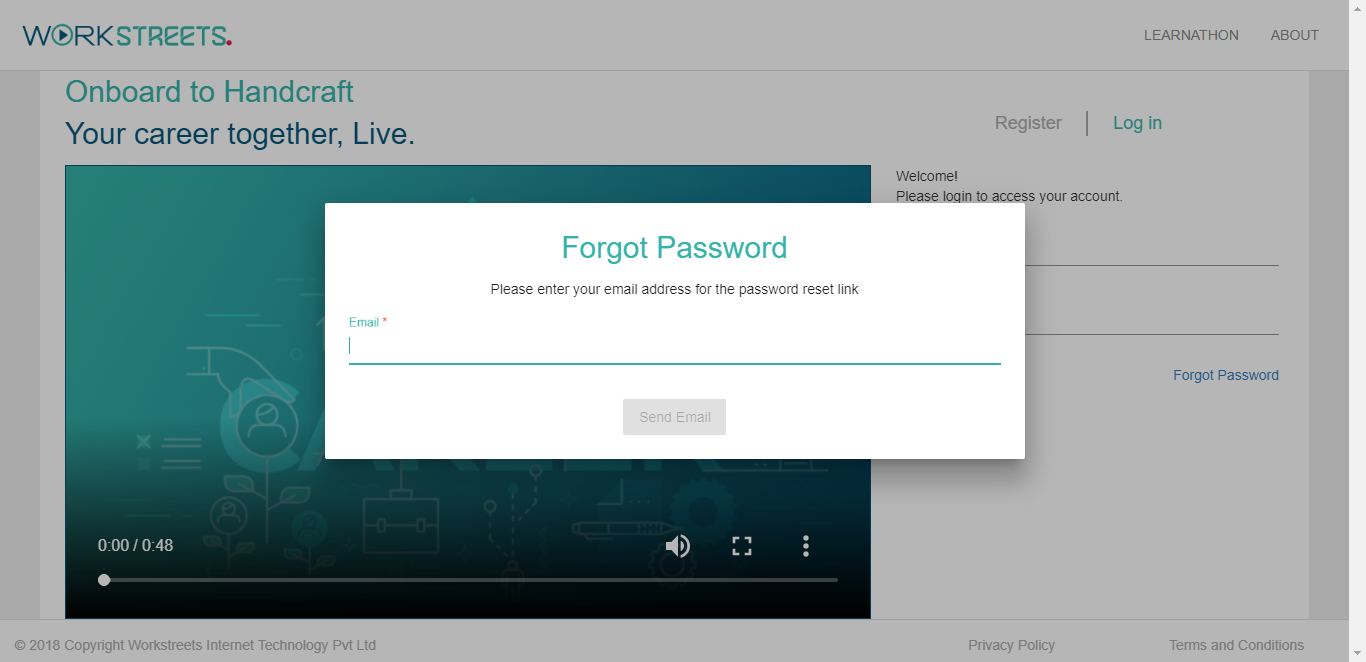 WORKSTREETS.
LEARNATHON
ABOUT
Onboard to Handcraft
Your career together, Live.
Register
Log in
Welcome!
Please login to access your account.
Forgot Password
Please enter your email address for the password reset link
Email *
Send Email
Forgot Password
CAREER
0:00 / 0:48
© 2018 Copyright Workstreets Internet Technology Pvt Ltd
Privacy Policy
Terms and Conditions